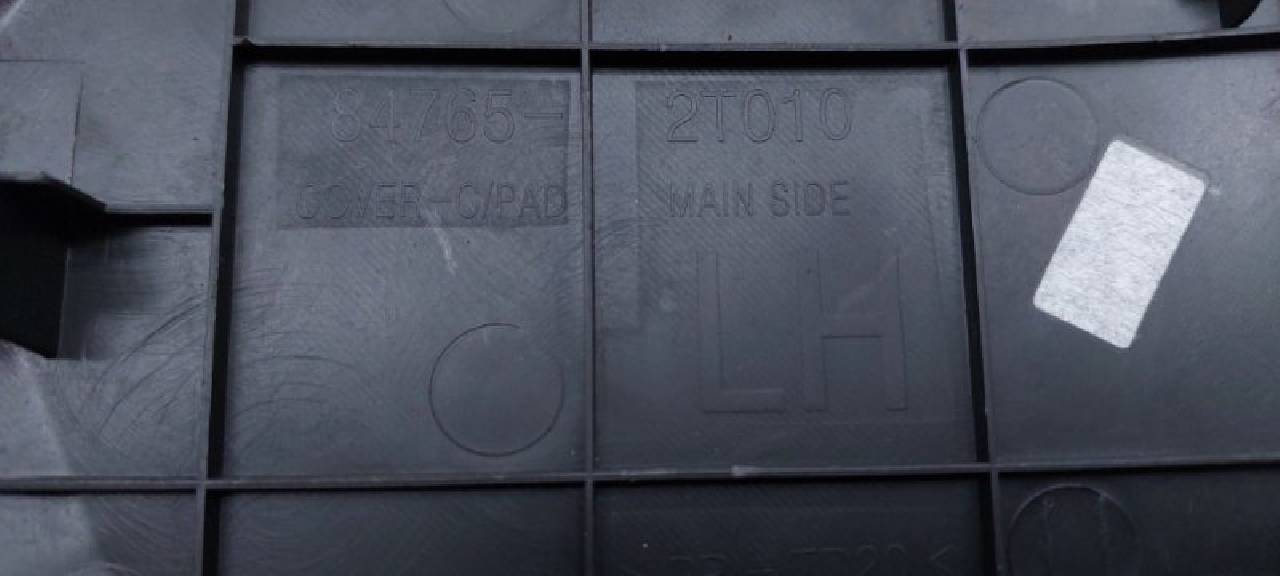 84765-2T010
COVER-C/PAD MAIN SIDE
LH